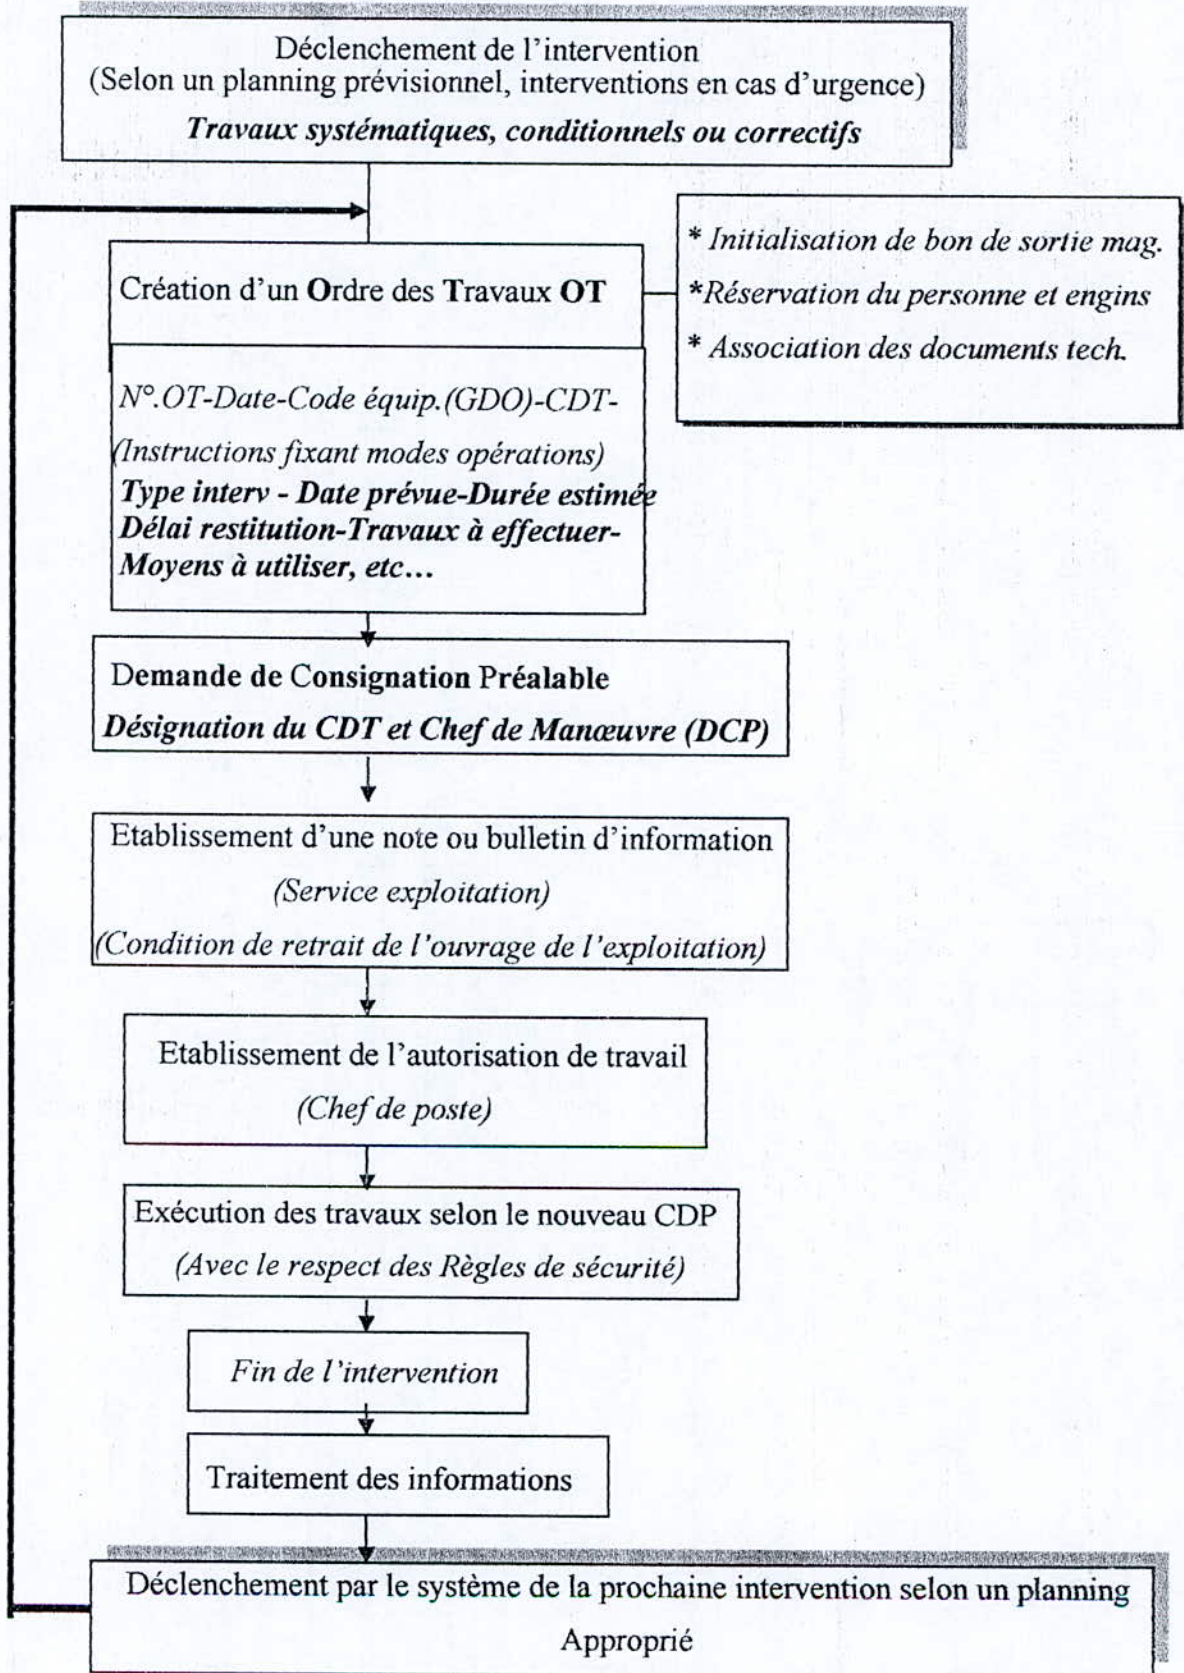 Déclenchement de l'intervention
(Selon un planning prévisionnel, interventions en cas d'urgence)
Travaux systématiques, conditionnels ou correctifs
Création d'un Ordre des Travaux OT
* Initialisation de bon de sortie mag.
*Réservation du personne et engins
* Association des documents tech.
N°.OT-Date-Code équip.(GDO)-CDT-
(Instructions fixant modes opérations)
Type interv - Date prévue-Durée estimée
Délai restitution-Travaux à effectuer-
Moyens à utiliser, etc...
Demande de Consignation Préalable
Désignation du CDT et Chef de Manœuvre (DCP)
Etablissement d'une note ou bulletin d'information
(Service exploitation)
(Condition de retrait de l'ouvrage de l'exploitation)
Etablissement de l'autorisation de travail
(Chef de poste)
Exécution des travaux selon le nouveau CDP
(Avec le respect des Règles de sécurité)
Fin de l'intervention
Traitement des informations
Déclenchement par le système de la prochaine intervention selon un planning
Approprié